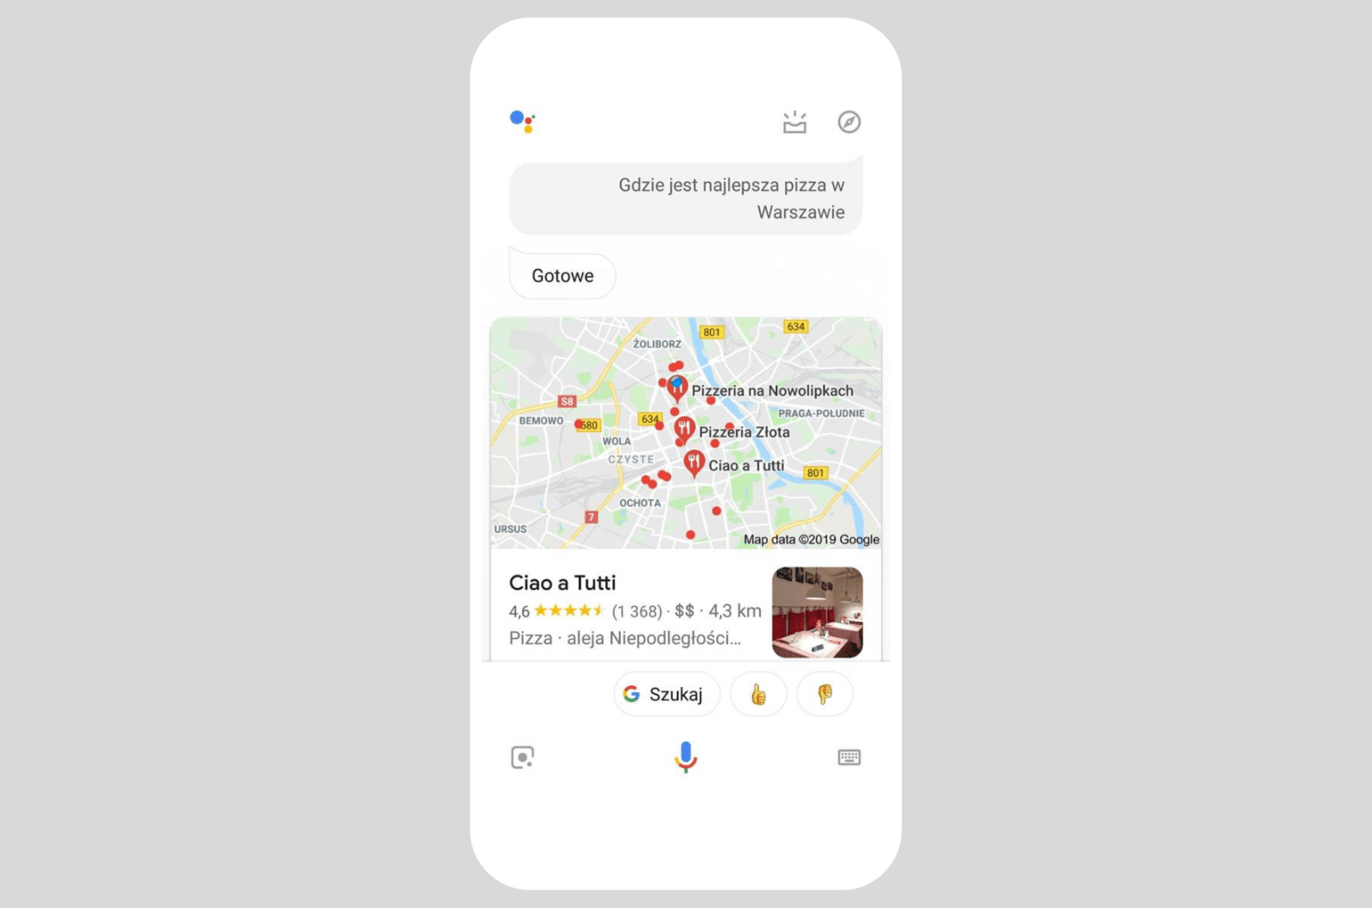 Gdzie jest najlepsza pizza w
Warszawie
Gotowe
801
634
ŻOLIBORZ
Pizzeria na Nowolipkach
S8
PRAGA-POŁUDNIE
BEMOWO
580
634
Pizzeria Złota
WOLA
CZYSTE
Ciao a Tutti
801
OCHOTA
7
URSUS
Map data ©2019 Google
Ciao a Tutti
4,6 (1 368) · $$ · 4,3 km
Pizza · aleja Niepodległości...
Szukaj